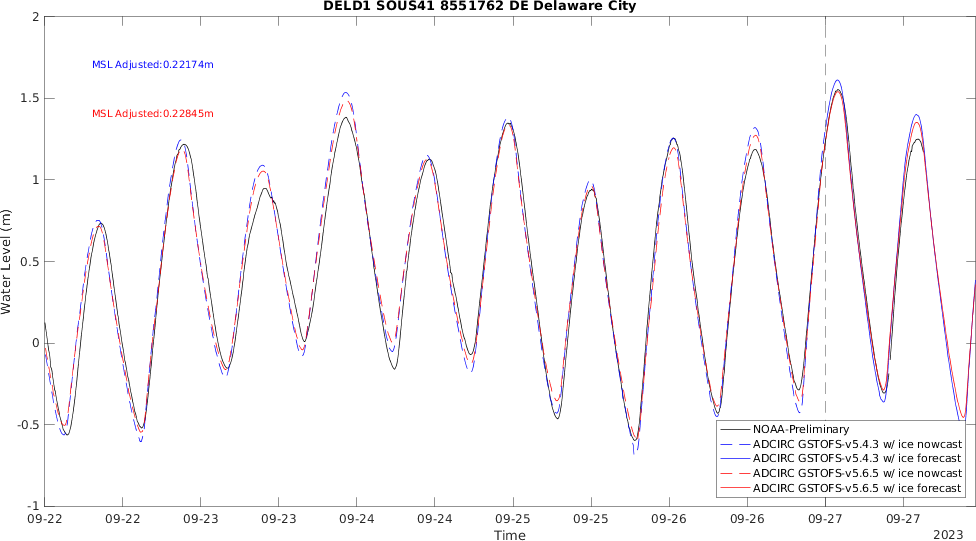 DELD1 SOUS41 8551762 DE Delaware City
2
1.5
1
0.5
0
-0.5
-1
Water Level (m)
MSL Adjusted:0.22174m
MSL Adjusted:0.22845m
NOAA-Preliminary
ADCIRC GSTOFS-v5.4.3 w/ ice nowcast
ADCIRC GSTOFS-v5.4.3 w/ ice forecast
ADCIRC GSTOFS-v5.6.5 w/ ice nowcast
ADCIRC GSTOFS-v5.6.5 w/ ice forecast
09-22 09-22 09-23 09-23 09-24 09-24 09-25 09-25 09-26 09-26 09-27 09-27
Time
2023